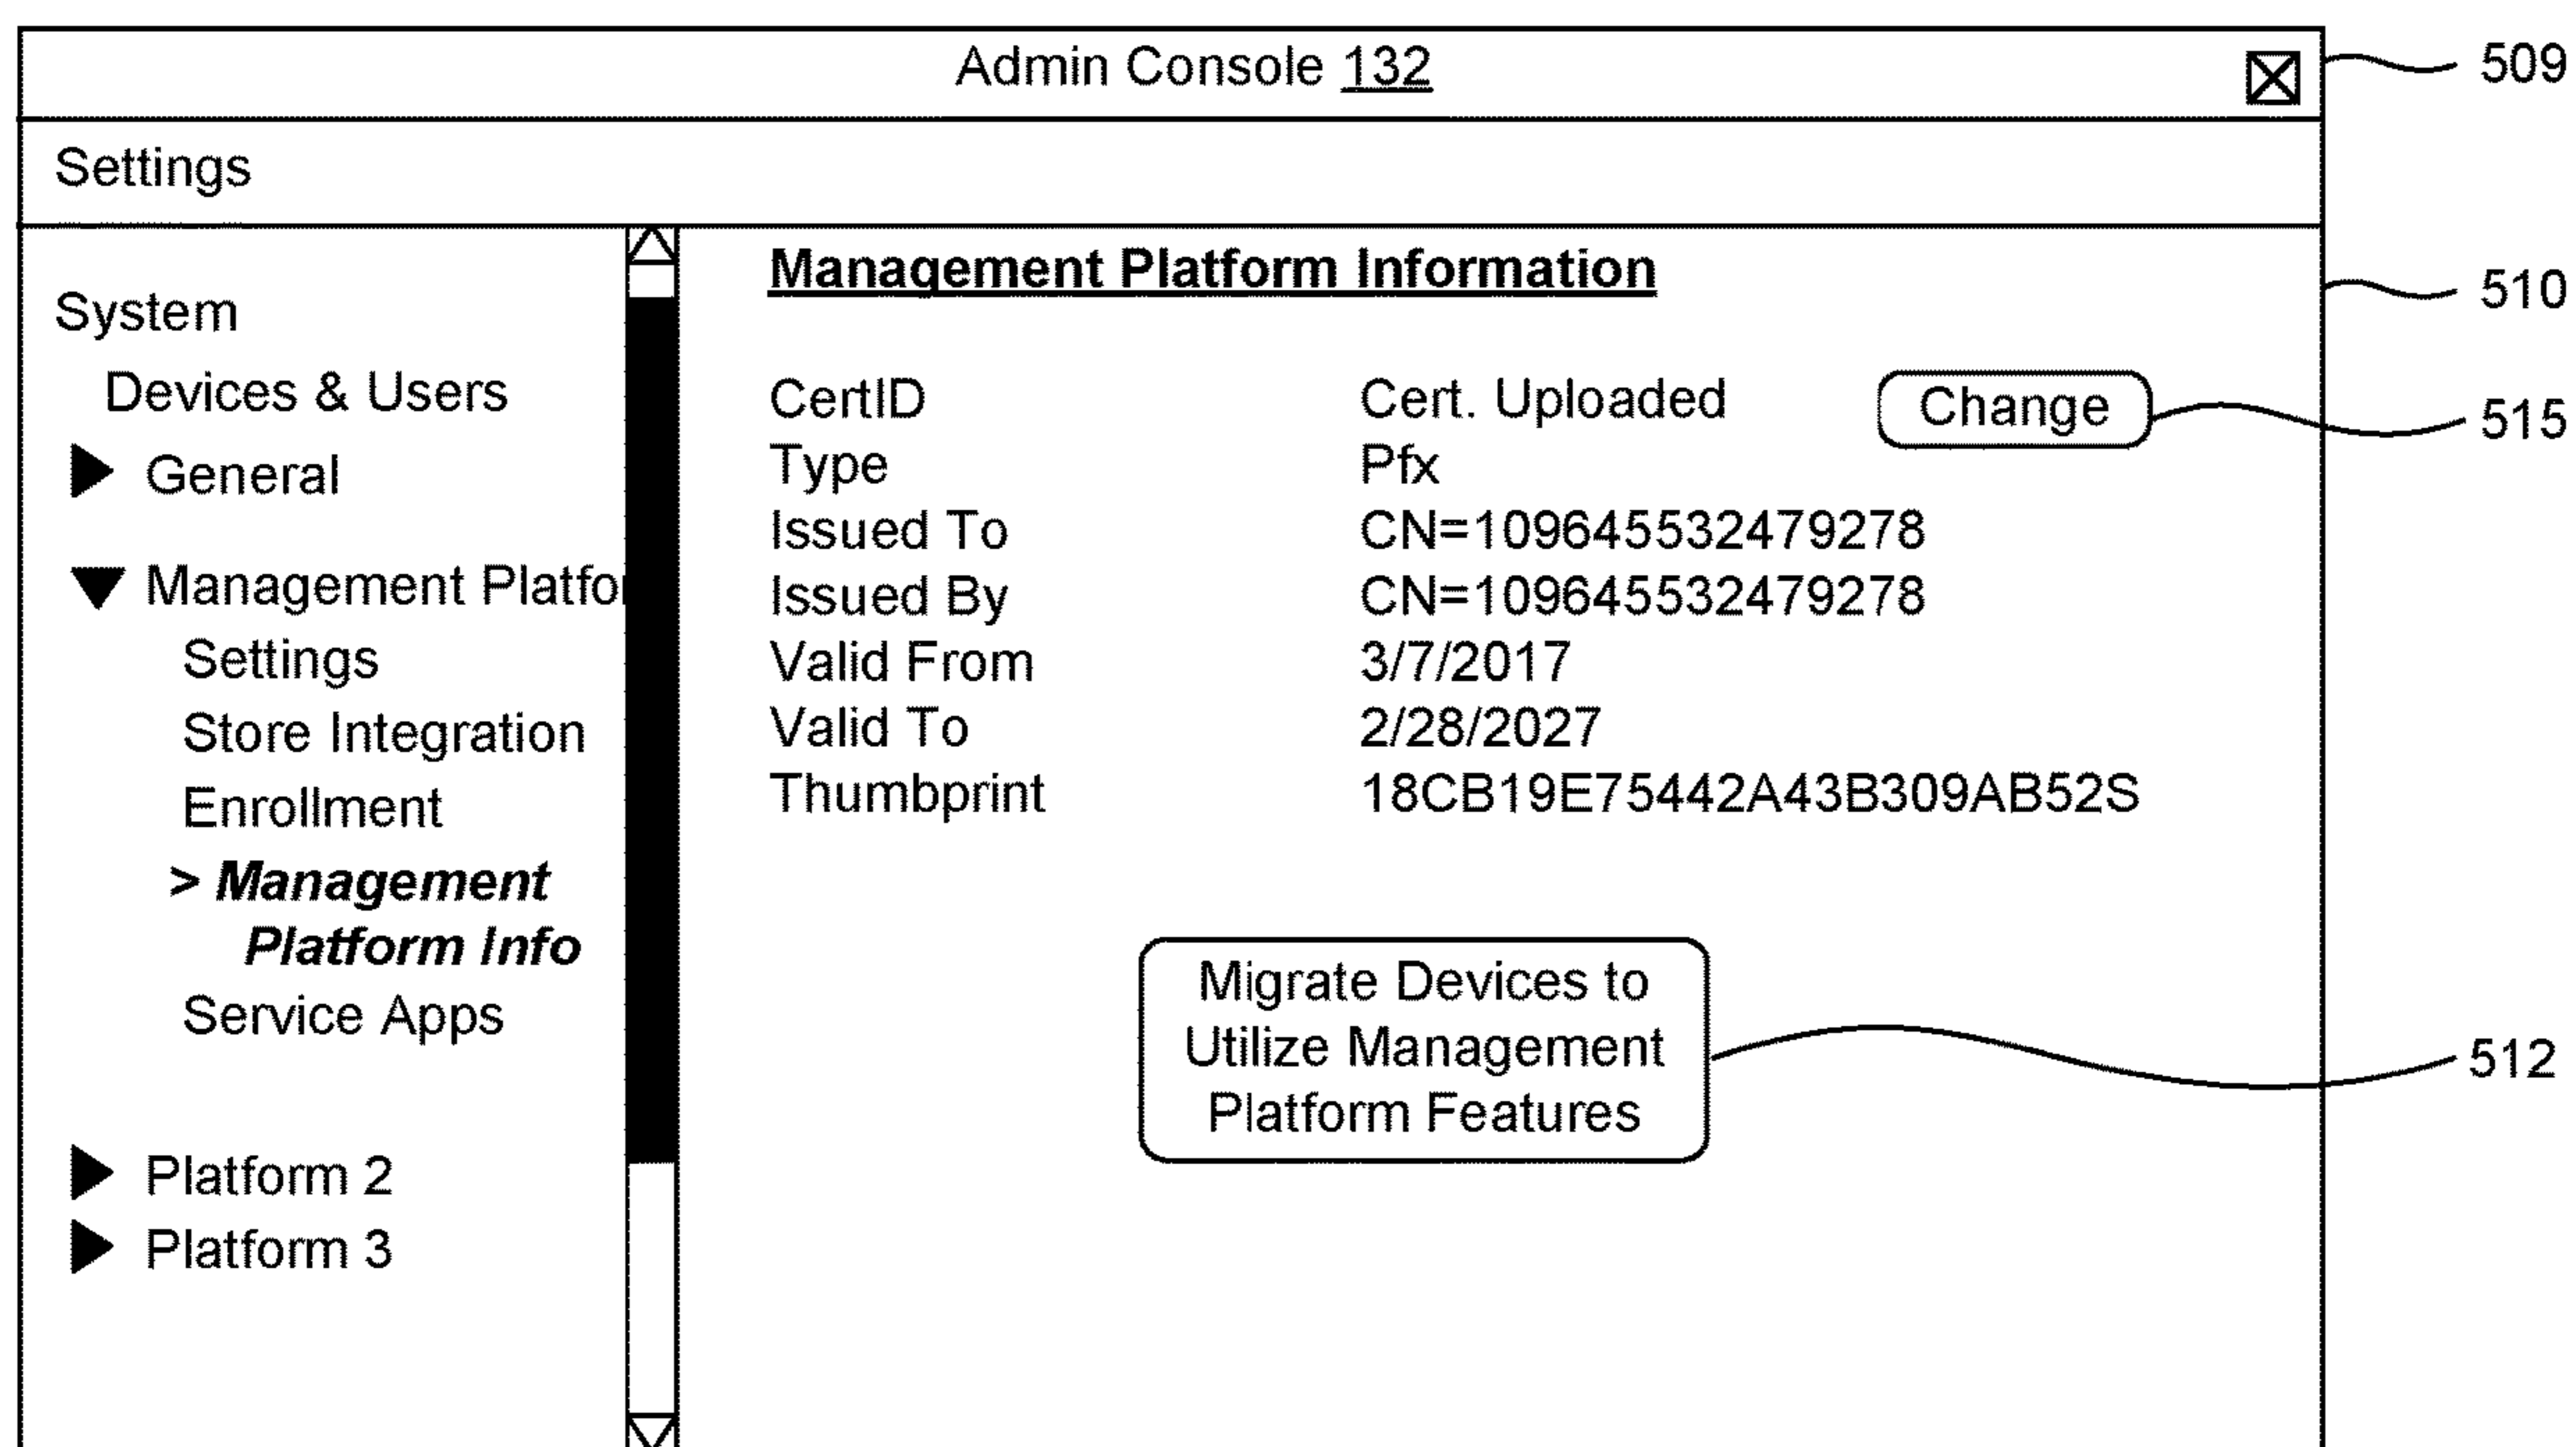 Admin Console 132
509
Settings
System
Devices & Users
General
Management Platfo
Settings
Store Integration
Enrollment
> Management
Platform Info
Service Apps
Platform 2
Platform 3
Management Platform Information
510
CertID Cert. Uploaded Change
515
Type Pfx
Issued To CN=109645532479278
Issued By CN=109645532479278
Valid From 3/7/2017
Valid To 2/28/2027
Thumbprint 18CB19E75442A43B309AB52S
Migrate Devices to
Utilize Management
Platform Features
512